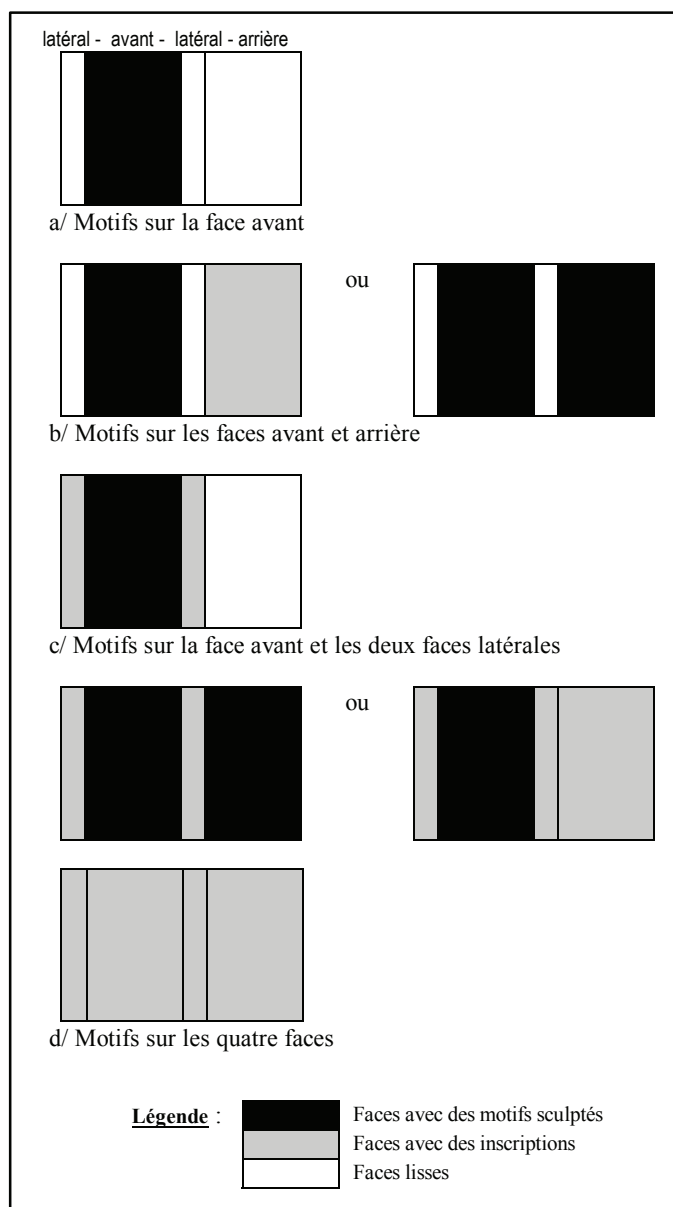 latéral - avant - latéral - arrière
a/ Motifs sur la face avant
ou
b/ Motifs sur les faces avant et arrière
c/ Motifs sur la face avant et les deux faces latérales
ou
d/ Motifs sur les quatre faces
Légende : Faces avec des motifs sculptés
Faces avec des inscriptions
Faces lisses